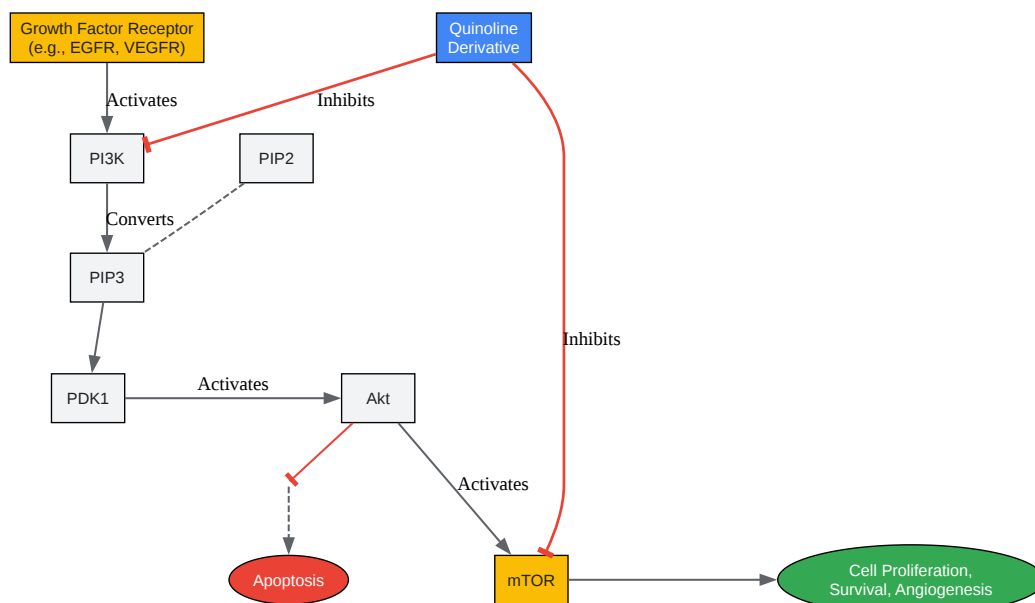 Growth Factor Receptor
(e.g., EGFR, VEGFR)
Quinoline
Derivative
Activates
Inhibits
PI3K
PIP2
Converts
PIP3
Inhibits
PDK1
Activates
Akt
Activates
Apoptosis
mTOR
Cell Proliferation,
Survival, Angiogenesis